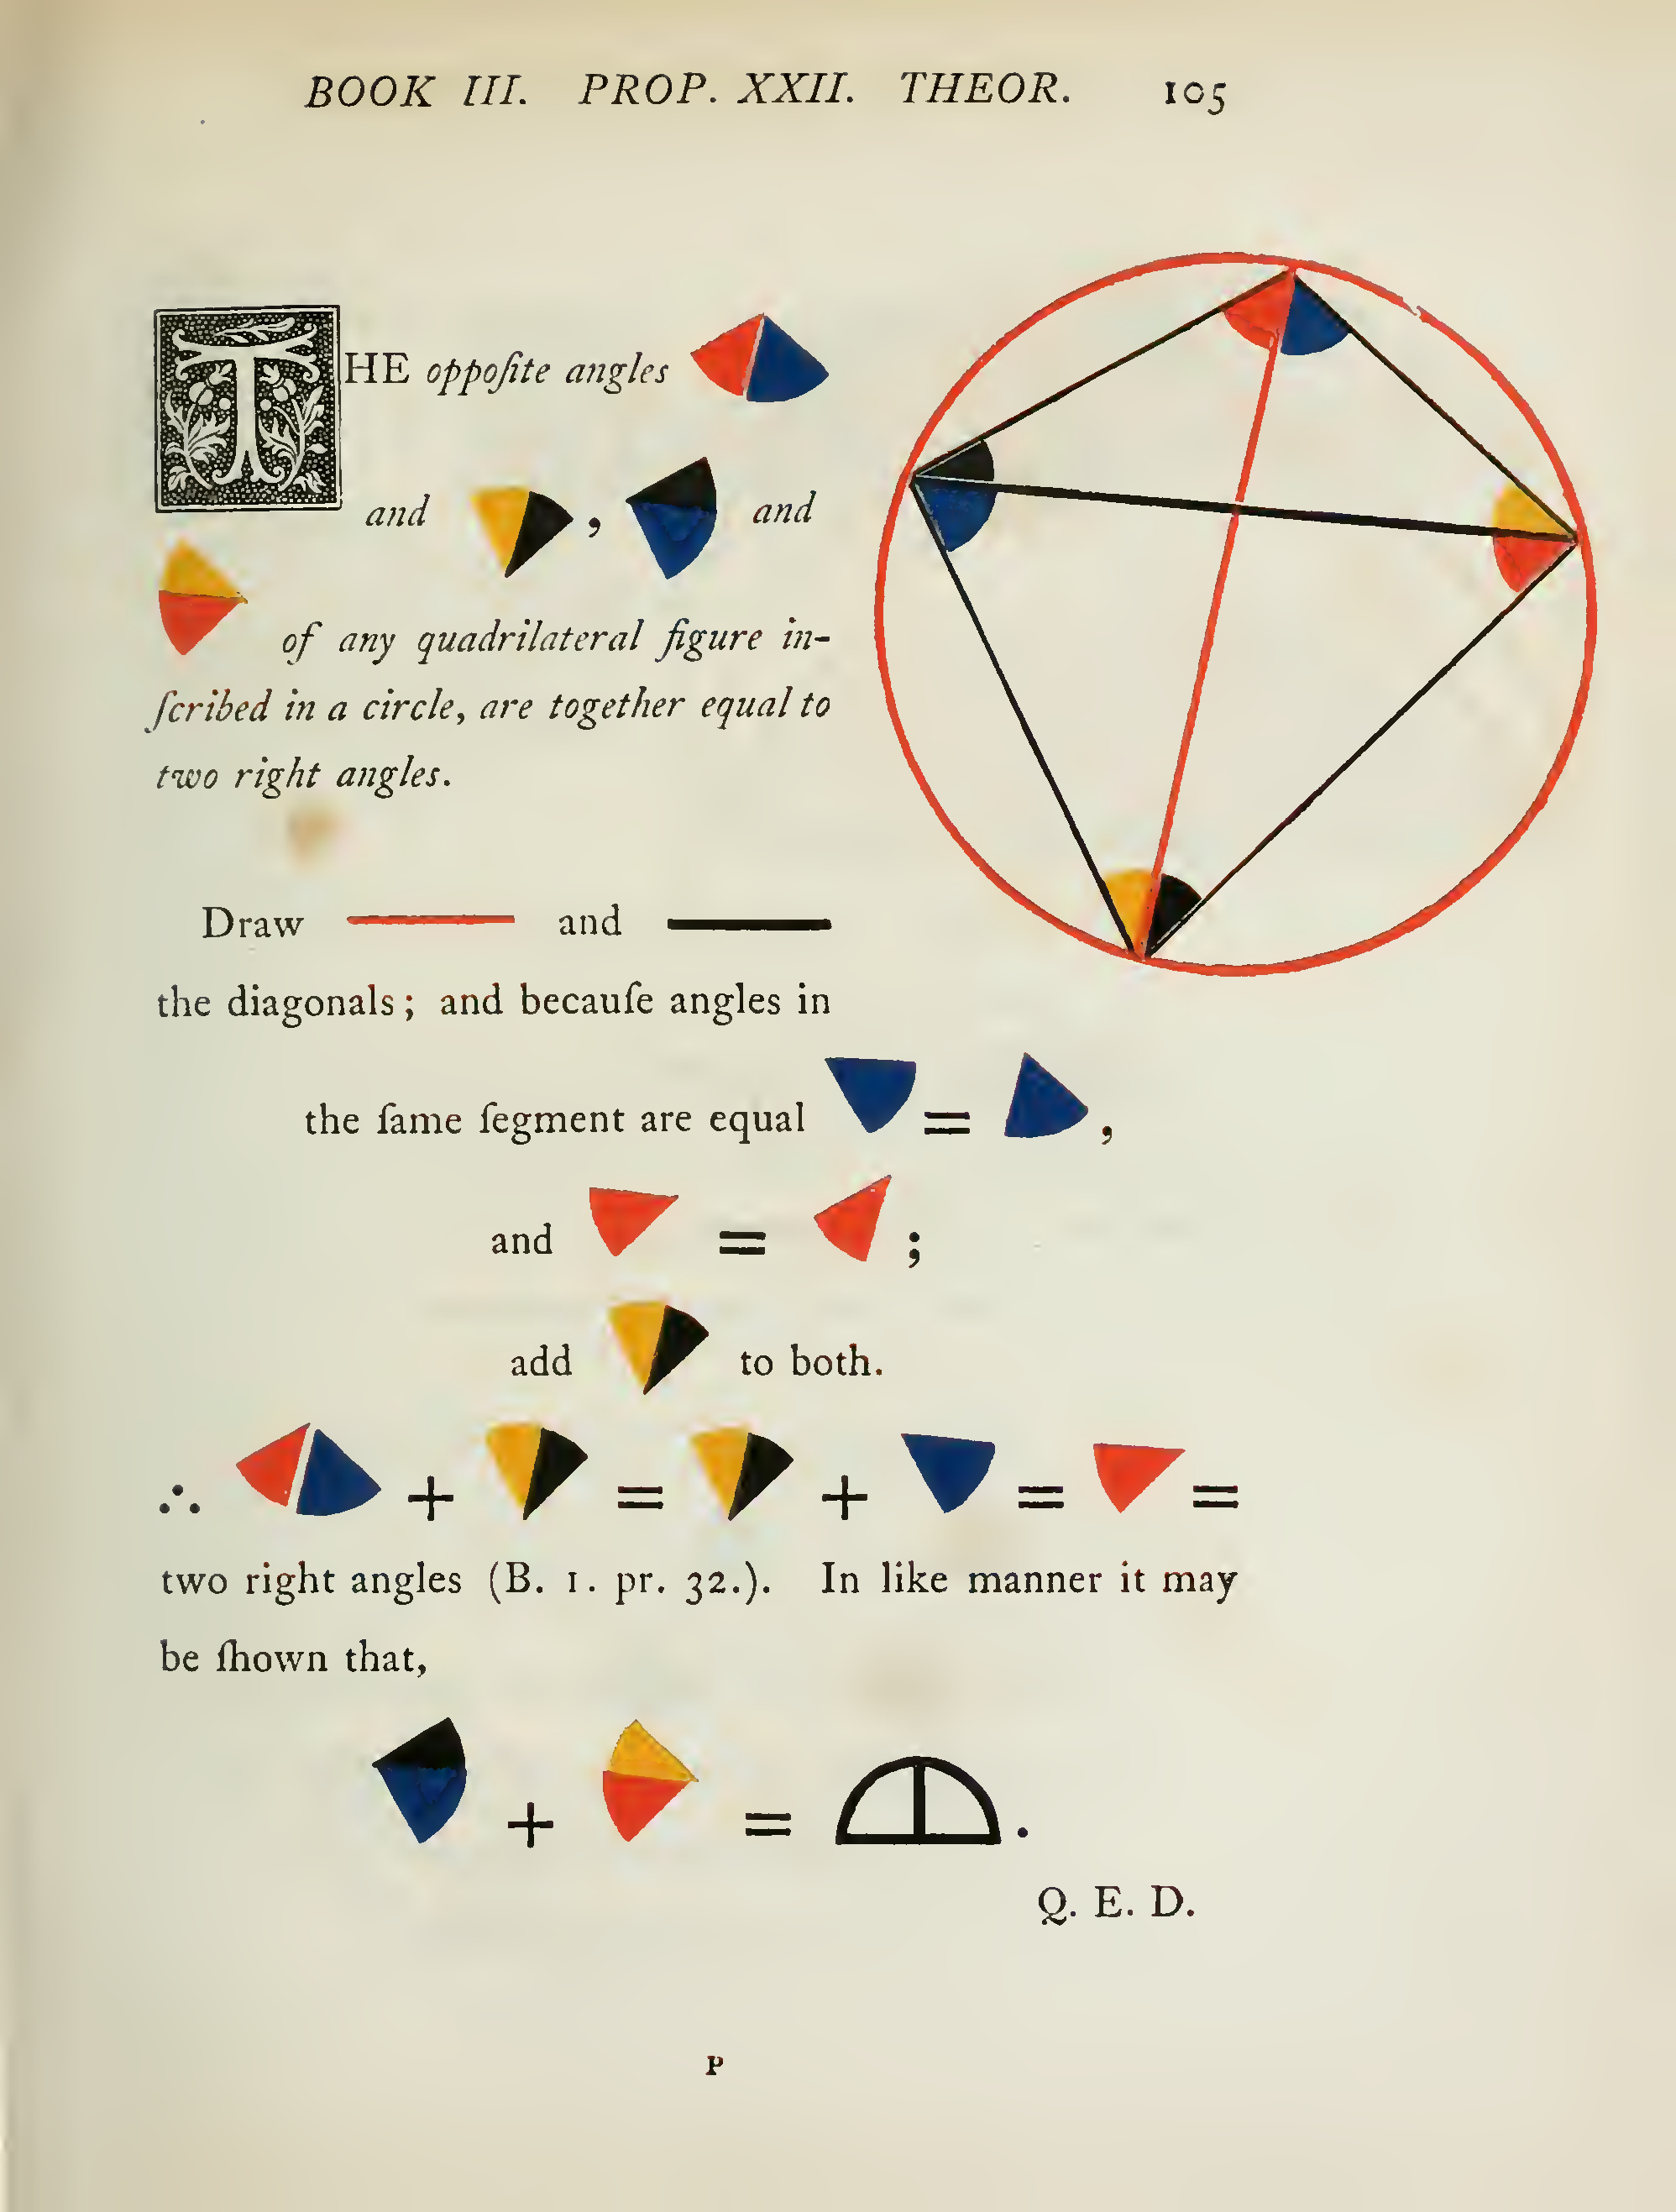 BOOK III. PROP. XXII. THEOR. 105
THE oppoſite angles
and , and
of any quadrilateral figure in-
ſcribed in a circle, are together equal to
two right angles.
Draw and
the diagonals; and becauſe angles in
the ſame ſegment are equal = ,
and = ;
add to both.
∴ + = + = =
two right angles (B. 1. pr. 32.). In like manner it may
be ſhown that,
+ = .
Q. E. D.
P